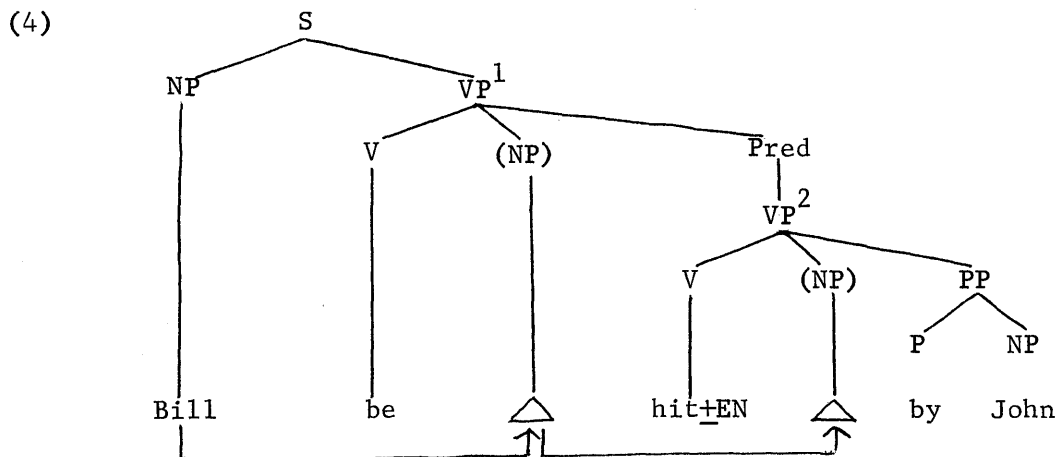 (4)
S
NP VP1
V (NP) Pred
VP2
V (NP) PP
P NP
Bill be △ hit+EN △ by John